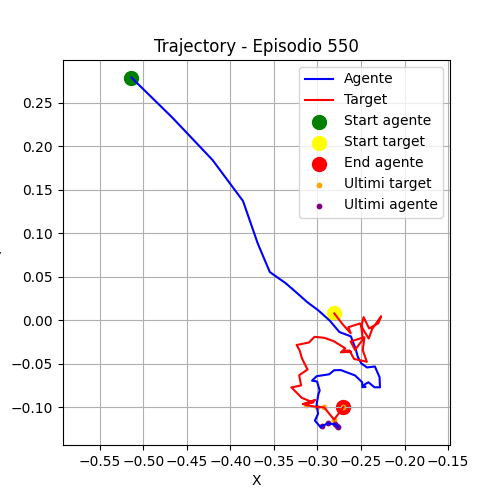 Trajectory - Episodio 550
Agente
Target
Start agente
Start target
End agente
Ultimi target
Ultimi agente
0.25
0.20
0.15
0.10
0.05
0.00
−0.05
−0.10
−0.55
−0.50
−0.45
−0.40
−0.35
−0.30
−0.25
−0.20
−0.15
X